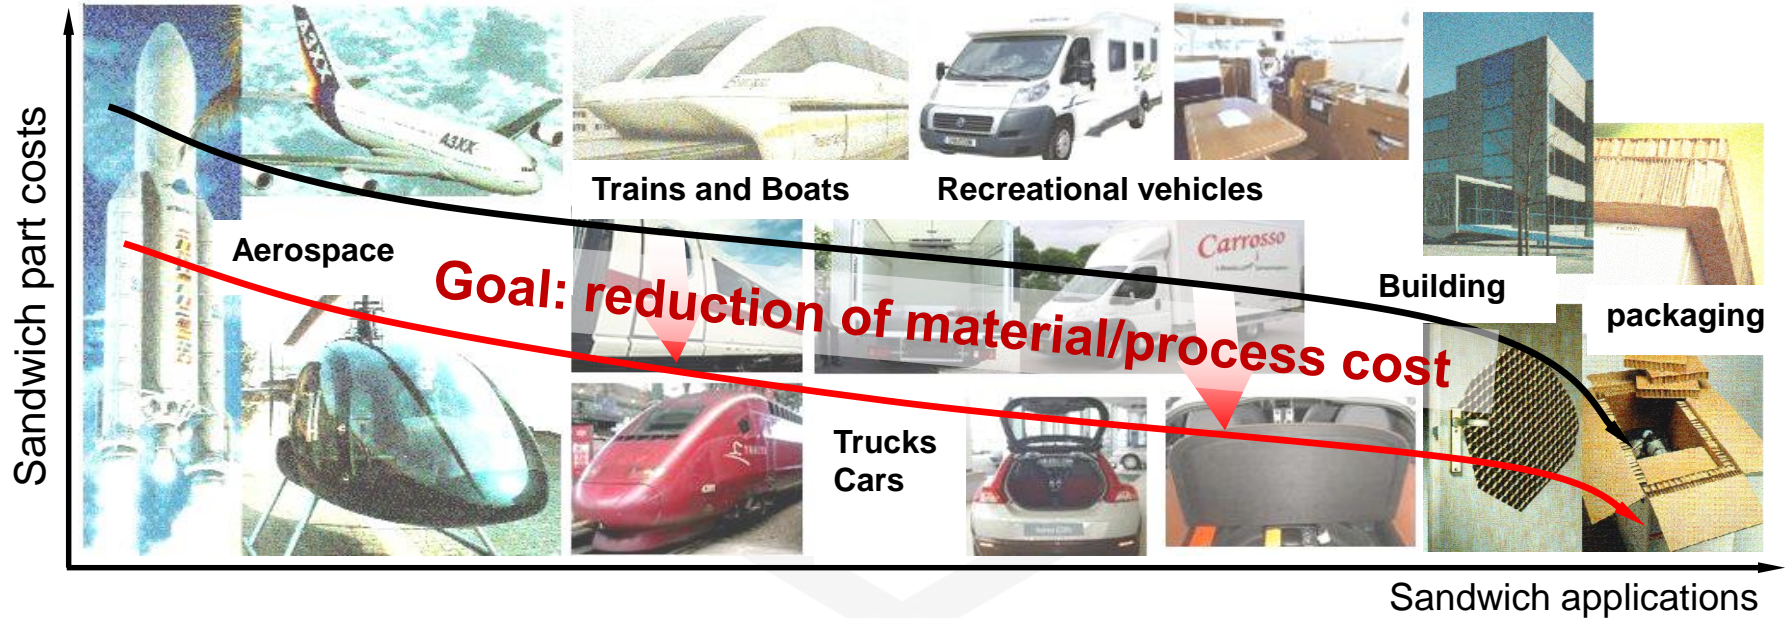 Sandwich part costs
A3XX
A3XX
Trains and Boats
Recreational vehicles
Aerospace
Carrosso
Building
packaging
Goal: reduction of material/process cost
Trucks
Cars
Sandwich applications